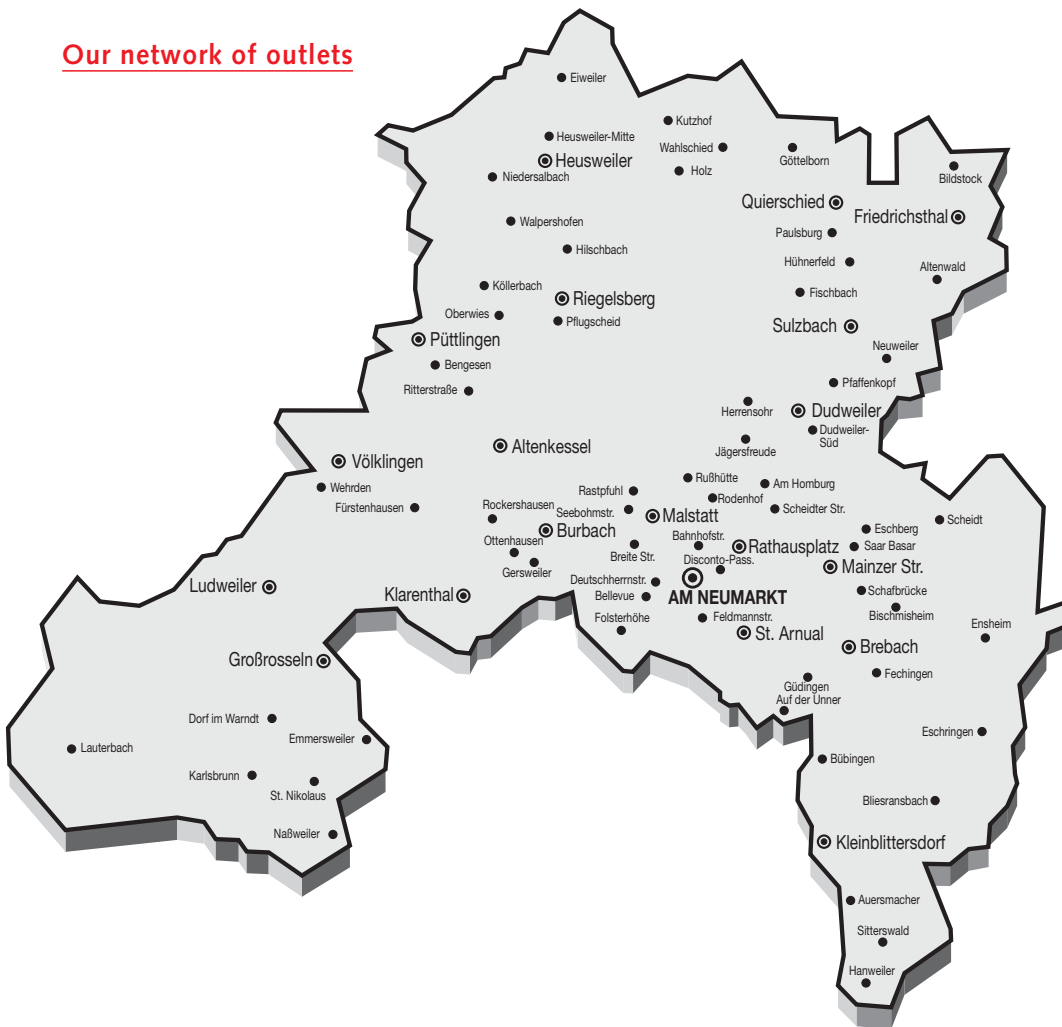 Our network of outlets
Eiweiler
Kutzhof
Heusweiler-Mitte
Wahlschied
Göttelborn
Heusweiler
Holz
Bildstock
Niedersalbach
Quierschied
Friedrichsthal
Walpershofen
Paulsburg
Hilschbach
Hühnerfeld
Altenwald
Köllerbach
Fischbach
Riegelsberg
Oberwies
Pflugscheid
Sulzbach
Püttlingen
Neuweiler
Bengesen
Pfaffenkopf
Ritterstraße
Herrensohr
Dudweiler
Dudweiler-
Süd
Altenkessel
Jägersfreude
Völklingen
Rußhütte
Am Homburg
Wehrden
Rastpfuhl
Rodenhof
Fürstenhausen
Rockershausen
Seebohmstr.
Scheidter Str.
Malstatt
Scheidt
Burbach
Eschberg
Ottenhausen
Bahnhofstr.
Rathausplatz
Saar Basar
Breite Str.
Disconto-Pass.
Gersweiler
Mainzer Str.
Ludweiler
Deutschherrnstr.
Klarenthal
Bellevue
AM NEUMARKT
Schafbrücke
Bischmisheim
Folsterhöhe
Feldmannstr.
Ensheim
St. Arnual
Brebach
Großrosseln
Fechingen
Güdingen
Auf der Unner
Dorf im Warndt
Eschringen
Emmersweiler
Lauterbach
Bübingen
Karlsbrunn
St. Nikolaus
Bliesransbach
Naßweiler
Kleinblittersdorf
Auersmacher
Sitterswald
Hanweiler